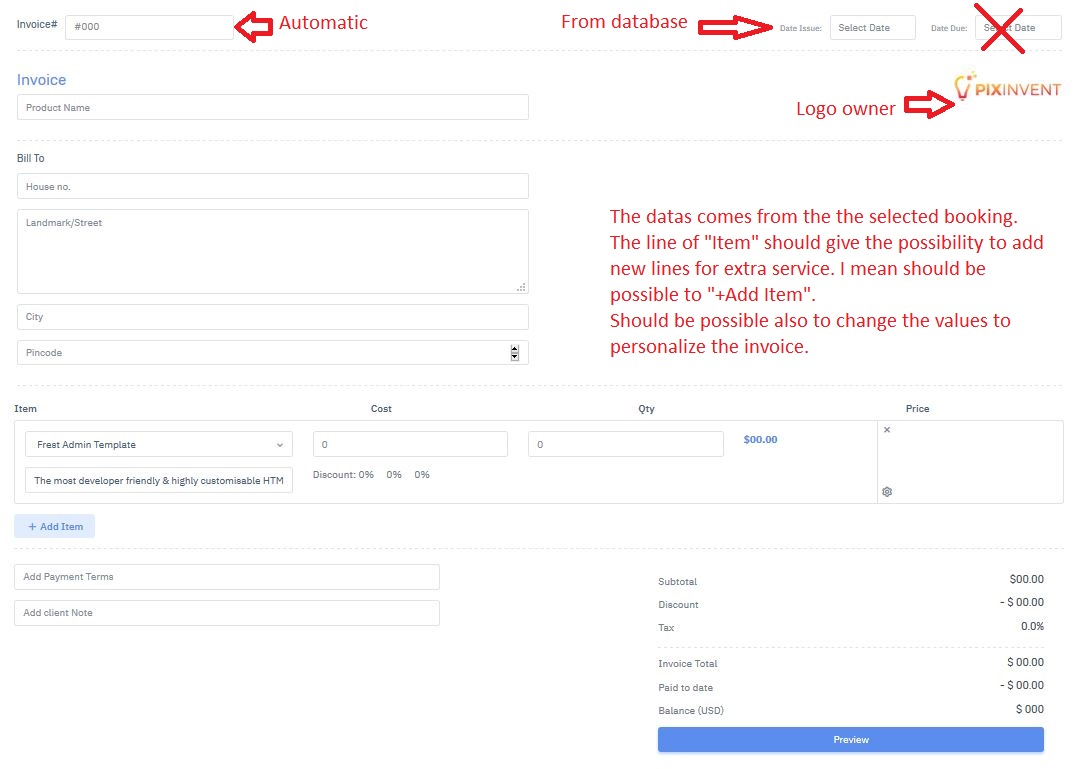 Invoice# #000 Automatic From database Date Issue: Select Date Date Due: Select Date
Invoice
PIXINVENT
Product Name
Logo owner
Bill To
House no.
Landmark/Street
The datas comes from the the selected booking.
The line of "Item" should give the possibility to add
new lines for extra service. I mean should be
possible to "+Add Item".
Should be possible also to change the values to
personalize the invoice.
City
Pincode
Item Cost Qty Price
Frest Admin Template 0 0 $00.00 ×
The most developer friendly & highly customisable HTM Discount: 0% 0% 0%
+ Add Item
Add Payment Terms
Add client Note
Subtotal $00.00
Discount - $ 00.00
Tax 0.0%
Invoice Total $ 00.00
Paid to date - $ 00.00
Balance (USD) $ 000
Preview